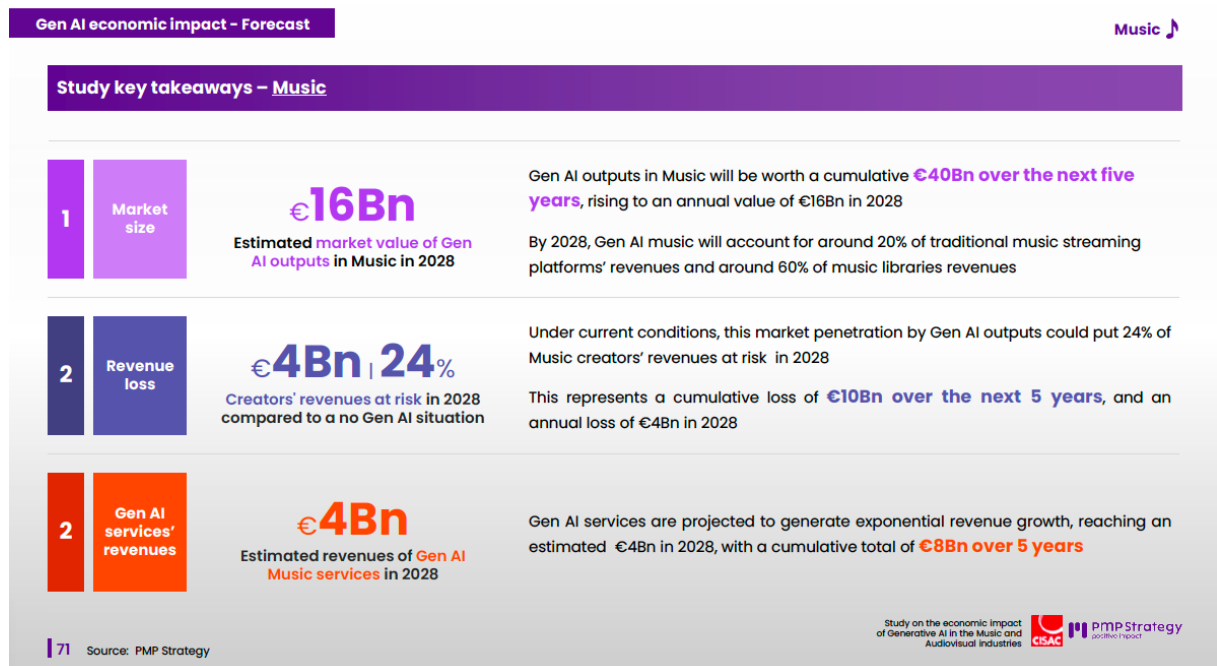 Gen AI economic impact - Forecast
Music
Study key takeaways – Music
1
Market
size
€16Bn
Estimated market value of Gen
AI outputs in Music in 2028
Gen AI outputs in Music will be worth a cumulative €40Bn over the next five
years, rising to an annual value of €16Bn in 2028
By 2028, Gen AI music will account for around 20% of traditional music streaming
platforms' revenues and around 60% of music libraries revenues
2
Revenue
loss
€4Bn | 24%
Creators' revenues at risk in 2028
compared to a no Gen AI situation
Under current conditions, this market penetration by Gen AI outputs could put 24% of
Music creators' revenues at risk in 2028
This represents a cumulative loss of €10Bn over the next 5 years, and an
annual loss of €4Bn in 2028
2
Gen AI
services'
revenues
€4Bn
Estimated revenues of Gen AI
Music services in 2028
Gen AI services are projected to generate exponential revenue growth, reaching an
estimated €4Bn in 2028, with a cumulative total of €8Bn over 5 years
71 Source: PMP Strategy
Study on the economic impact
of Generative AI in the Music and
Audiovisual industries
CISAC
PMP Strategy
positive impact